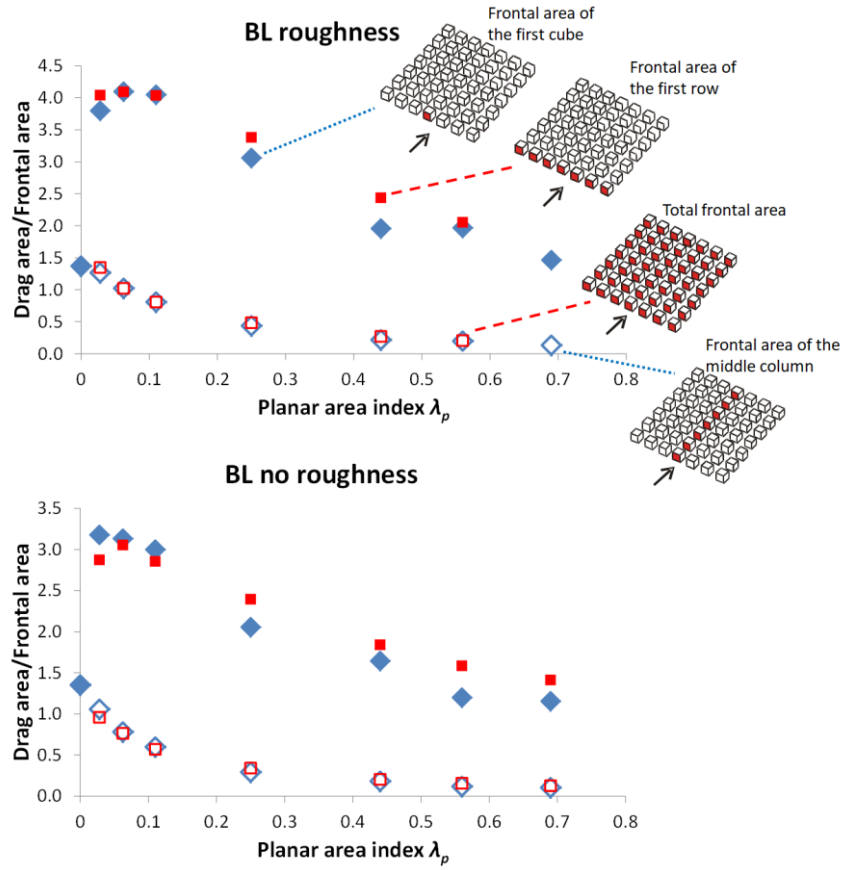 BL roughness
Frontal area of
the first cube
Frontal area of
the first row
Total frontal area
Frontal area of the
middle column
Drag area/Frontal area
4.5
4.0
3.5
3.0
2.5
2.0
1.5
1.0
0.5
0.0
0 0.1 0.2 0.3 0.4 0.5 0.6 0.7 0.8
Planar area index λp
BL no roughness
Drag area/Frontal area
3.5
3.0
2.5
2.0
1.5
1.0
0.5
0.0
0 0.1 0.2 0.3 0.4 0.5 0.6 0.7 0.8
Planar area index λp